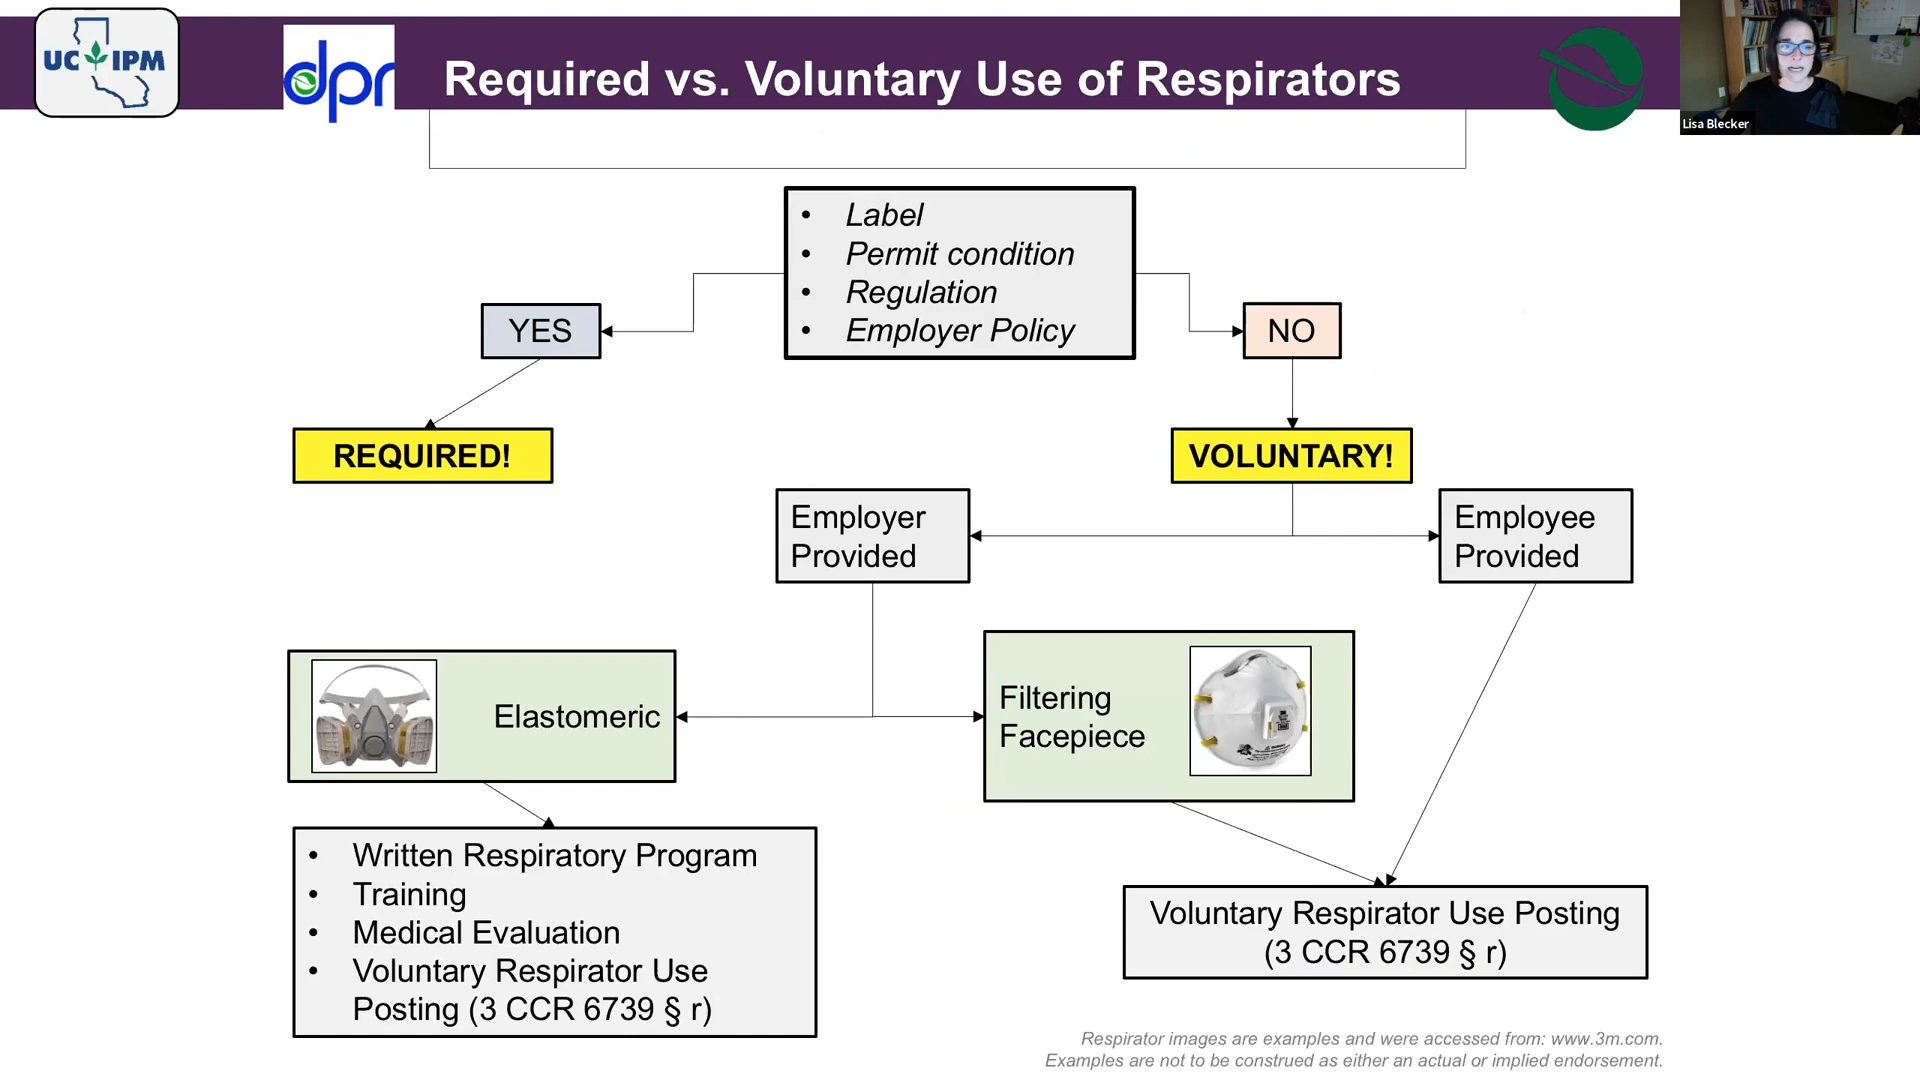 UC IPM
dpr
Required vs. Voluntary Use of Respirators
Lisa Blecker
• Label
• Permit condition
• Regulation
• Employer Policy
YES
NO
REQUIRED!
VOLUNTARY!
Employer
Provided
Employee
Provided
Elastomeric
Filtering
Facepiece
• Written Respiratory Program
• Training
• Medical Evaluation
• Voluntary Respirator Use
Posting (3 CCR 6739 § r)
Voluntary Respirator Use Posting
(3 CCR 6739 § r)
Respirator images are examples and were accessed from: www.3m.com.
Examples are not to be construed as either an actual or implied endorsement.